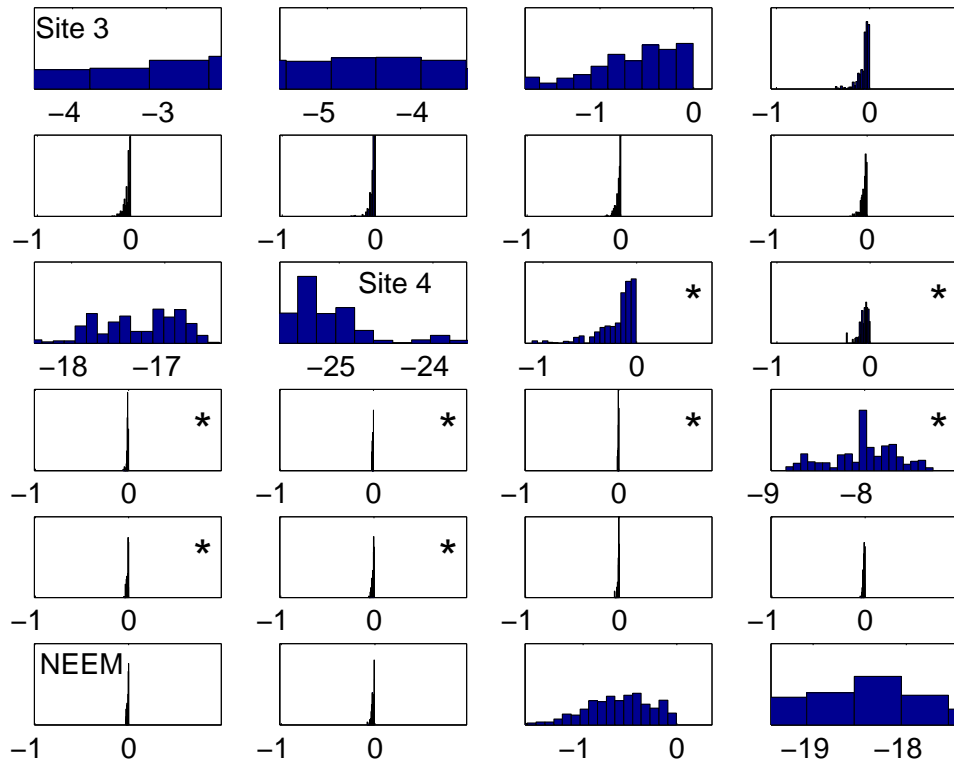 Site 3
−4 −3 −5 −4 −1 0 −1 0
−1 0 −1 0 −1 0 −1 0
Site 4 * *
−18 −17 −25 −24 −1 0 −1 0
* * * *
−1 0 −1 0 −1 0 −9 −8
* *
−1 0 −1 0 −1 0 −1 0
NEEM
−1 0 −1 0 −1 0 −19 −18